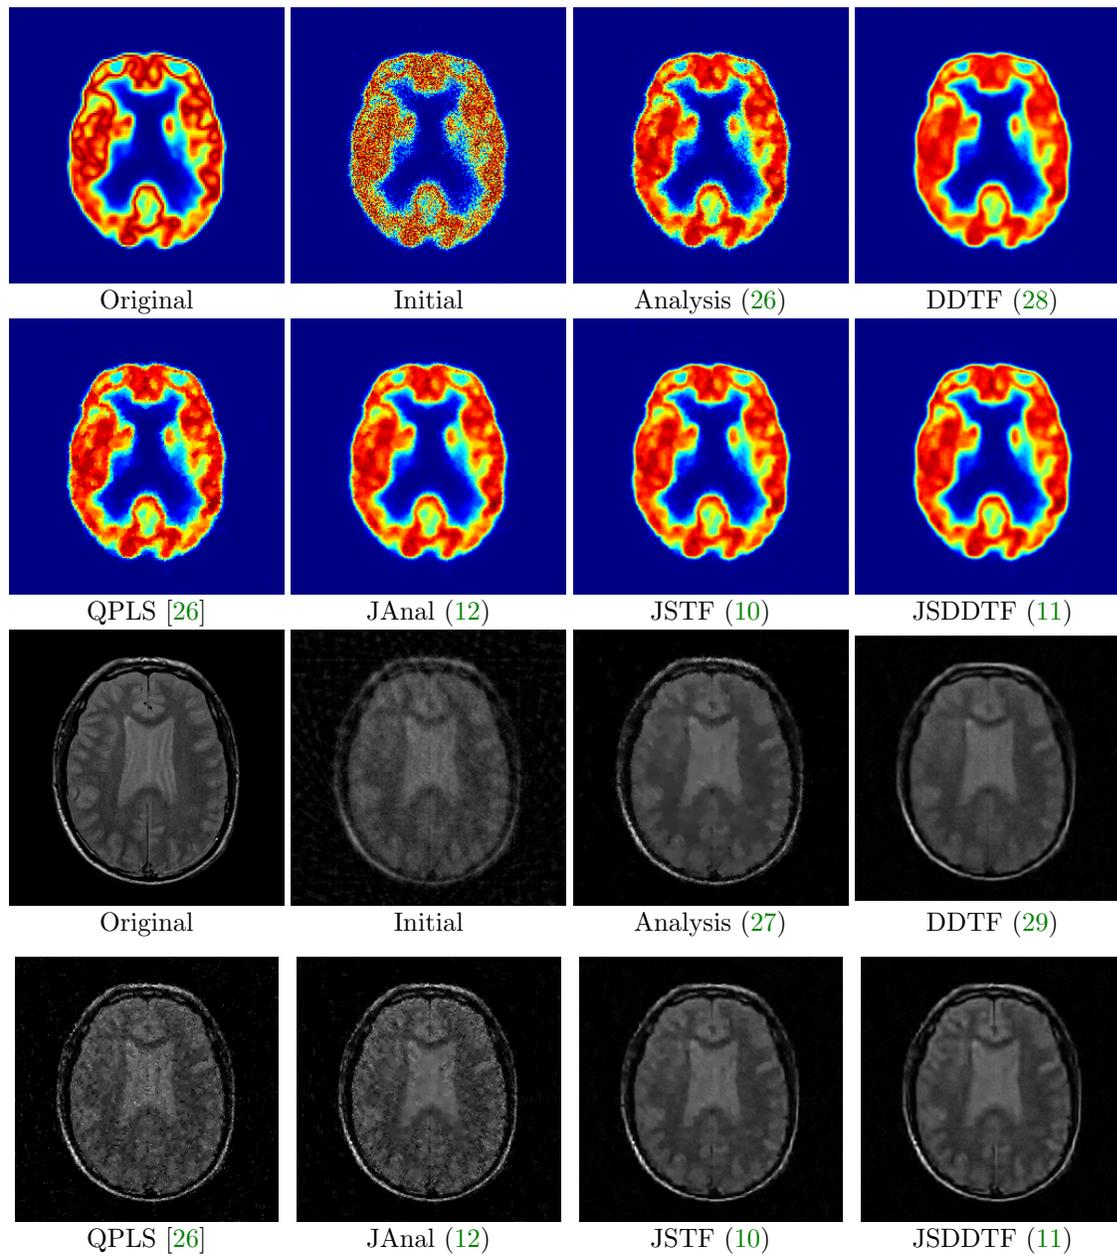 Original Initial Analysis (26) DDTF (28)
QPLS [26] JAnal (12) JSTF (10) JSDDTF (11)
Original Initial Analysis (27) DDTF (29)
QPLS [26] JAnal (12) JSTF (10) JSDDTF (11)